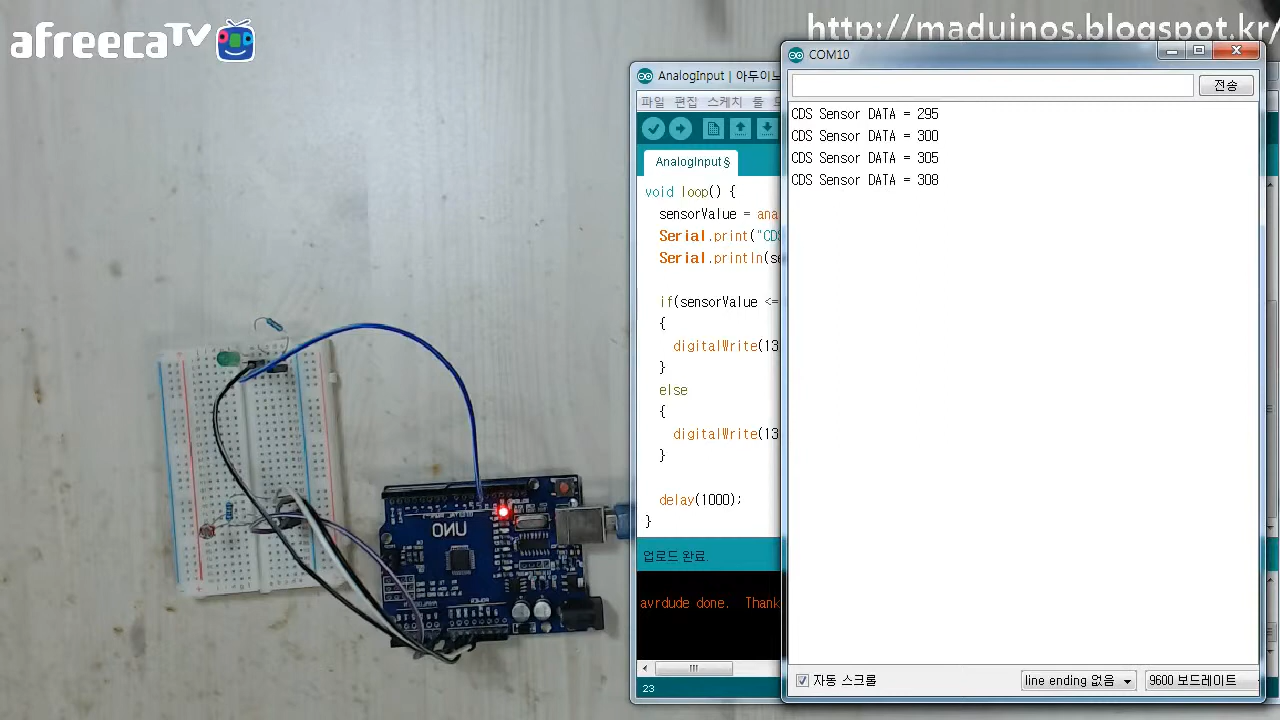 afreecaTV
http://maduinos.blogspot.kr/
COM10
전송
CDS Sensor DATA = 295
CDS Sensor DATA = 300
CDS Sensor DATA = 305
CDS Sensor DATA = 308
자동 스크롤
line ending 없음
9600 보드레이트
AnalogInput | 아두이노
파일 편집 스케치 툴
AnalogInput§
void loop() {
sensorValue = ana
Serial.print("CDS
Serial.println(se
if(sensorValue <=
{
digitalWrite(13
}
else
{
digitalWrite(13
}
delay(1000);
}
업로드 완료.
avrdude done. Thank
23
UNO